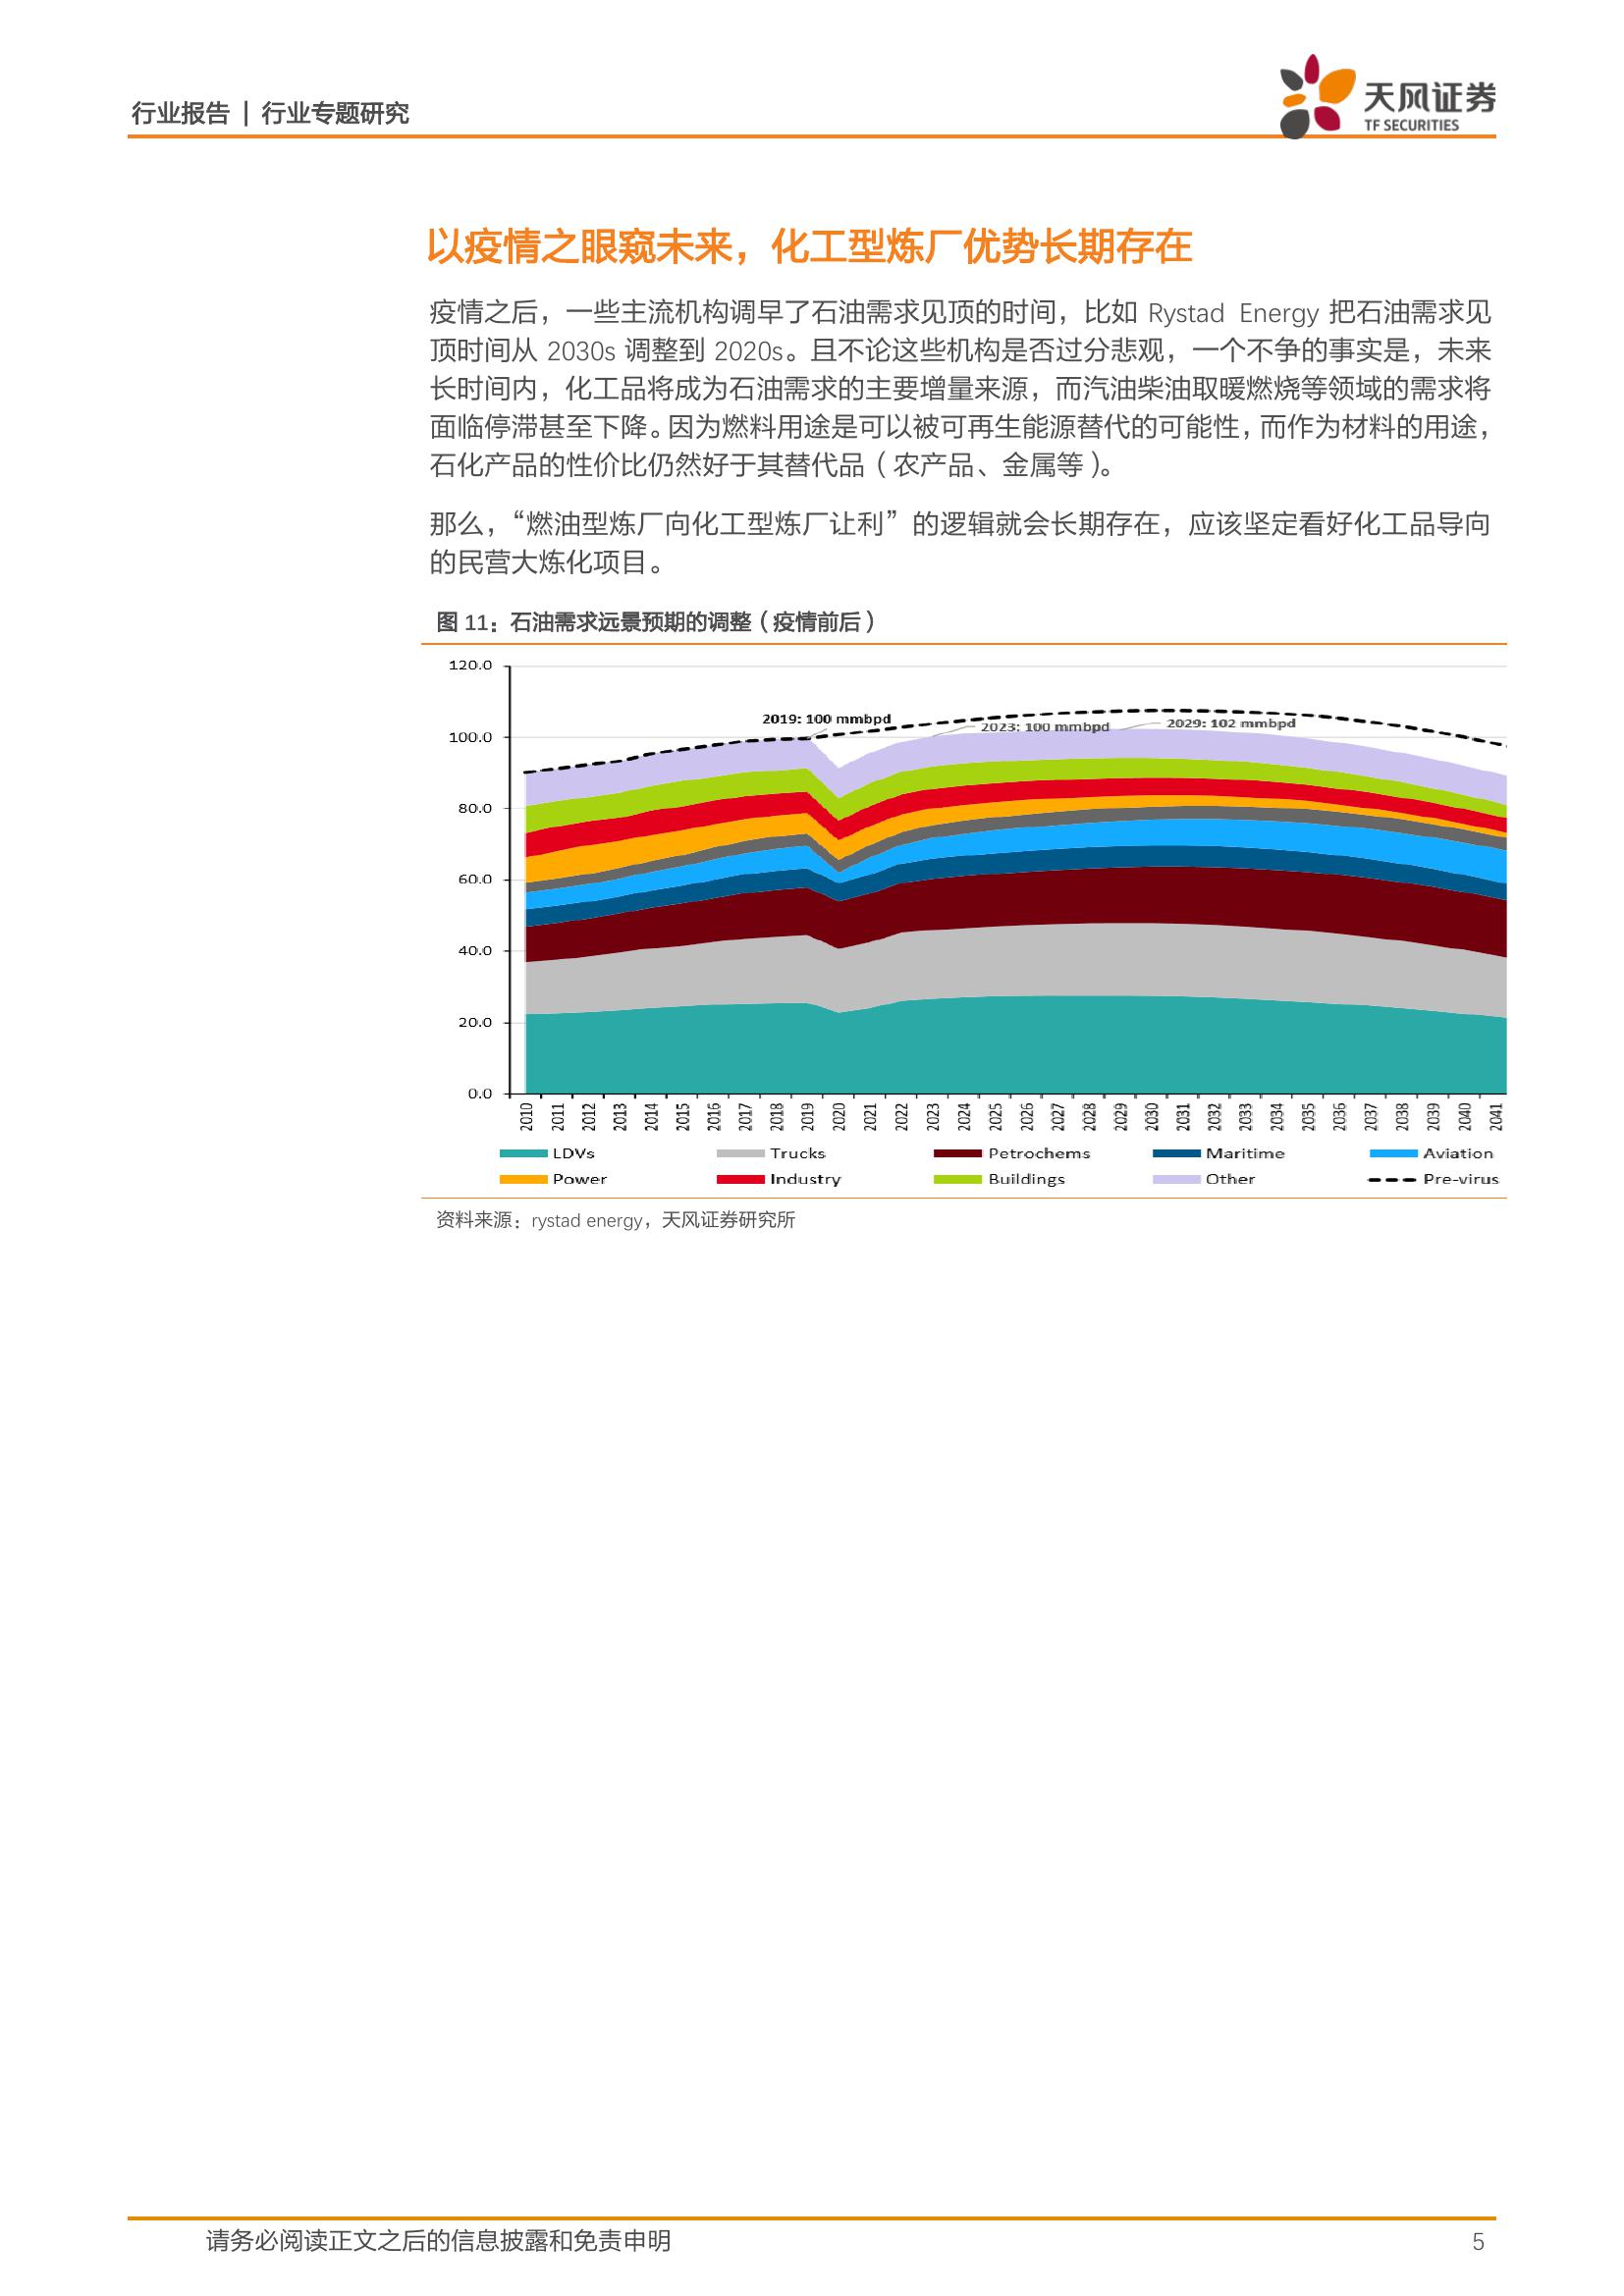 行业报告 | 行业专题研究
天风证券
TF SECURITIES
以疫情之眼窥未来，化工型炼厂优势长期存在
疫情之后，一些主流机构调早了石油需求见顶的时间，比如 Rystad Energy 把石油需求见
顶时间从 2030s 调整到 2020s。且不论这些机构是否过分悲观，一个不争的事实是，未来
长时间内，化工品将成为石油需求的主要增量来源，而汽油柴油取暖燃烧等领域的需求将
面临停滞甚至下降。因为燃料用途是可以被可再生能源替代的可能性，而作为材料的用途，
石化产品的性价比仍然好于其替代品（农产品、金属等）。
那么，“燃油型炼厂向化工型炼厂让利”的逻辑就会长期存在，应该坚定看好化工品导向
的民营大炼化项目。
图 11：石油需求远景预期的调整（疫情前后）
120.0
2019: 100 mmbpd
2023: 100 mmbpd
2029: 102 mmbpd
100.0
80.0
60.0
40.0
20.0
0.0
2010 2011 2012 2013 2014 2015 2016 2017 2018 2019 2020 2021 2022 2023 2024 2025 2026 2027 2028 2029 2030 2031 2032 2033 2034 2035 2036 2037 2038 2039 2040 2041
LDVs Trucks Petrochems Maritime Aviation
Power Industry Buildings Other Pre-virus
资料来源：rystad energy，天风证券研究所
请务必阅读正文之后的信息披露和免责申明 5